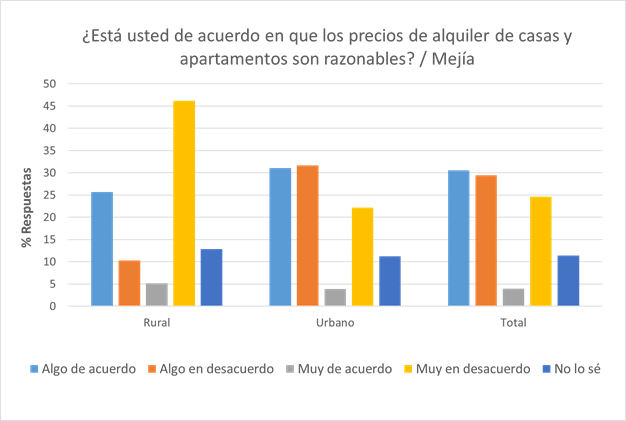 ¿Está usted de acuerdo en que los precios de alquiler de casas y
apartamentos son razonables? / Mejía
% Respuestas
50
45
40
35
30
25
20
15
10
5
0
Rural
Urbano
Total
Algo de acuerdo
Algo en desacuerdo
Muy de acuerdo
Muy en desacuerdo
No lo sé